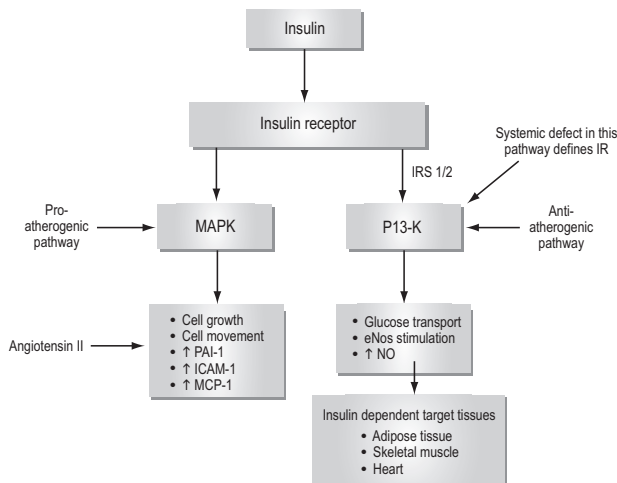 Insulin
Insulin receptor
Systemic defect in this
pathway defines IR
IRS 1/2
Pro-
atherogenic
pathway
MAPK
P13-K
Anti-
atherogenic
pathway
Angiotensin II
• Cell growth
• Cell movement
• ↑ PAI-1
• ↑ ICAM-1
• ↑ MCP-1
• Glucose transport
• eNos stimulation
• ↑ NO
Insulin dependent target tissues
• Adipose tissue
• Skeletal muscle
• Heart